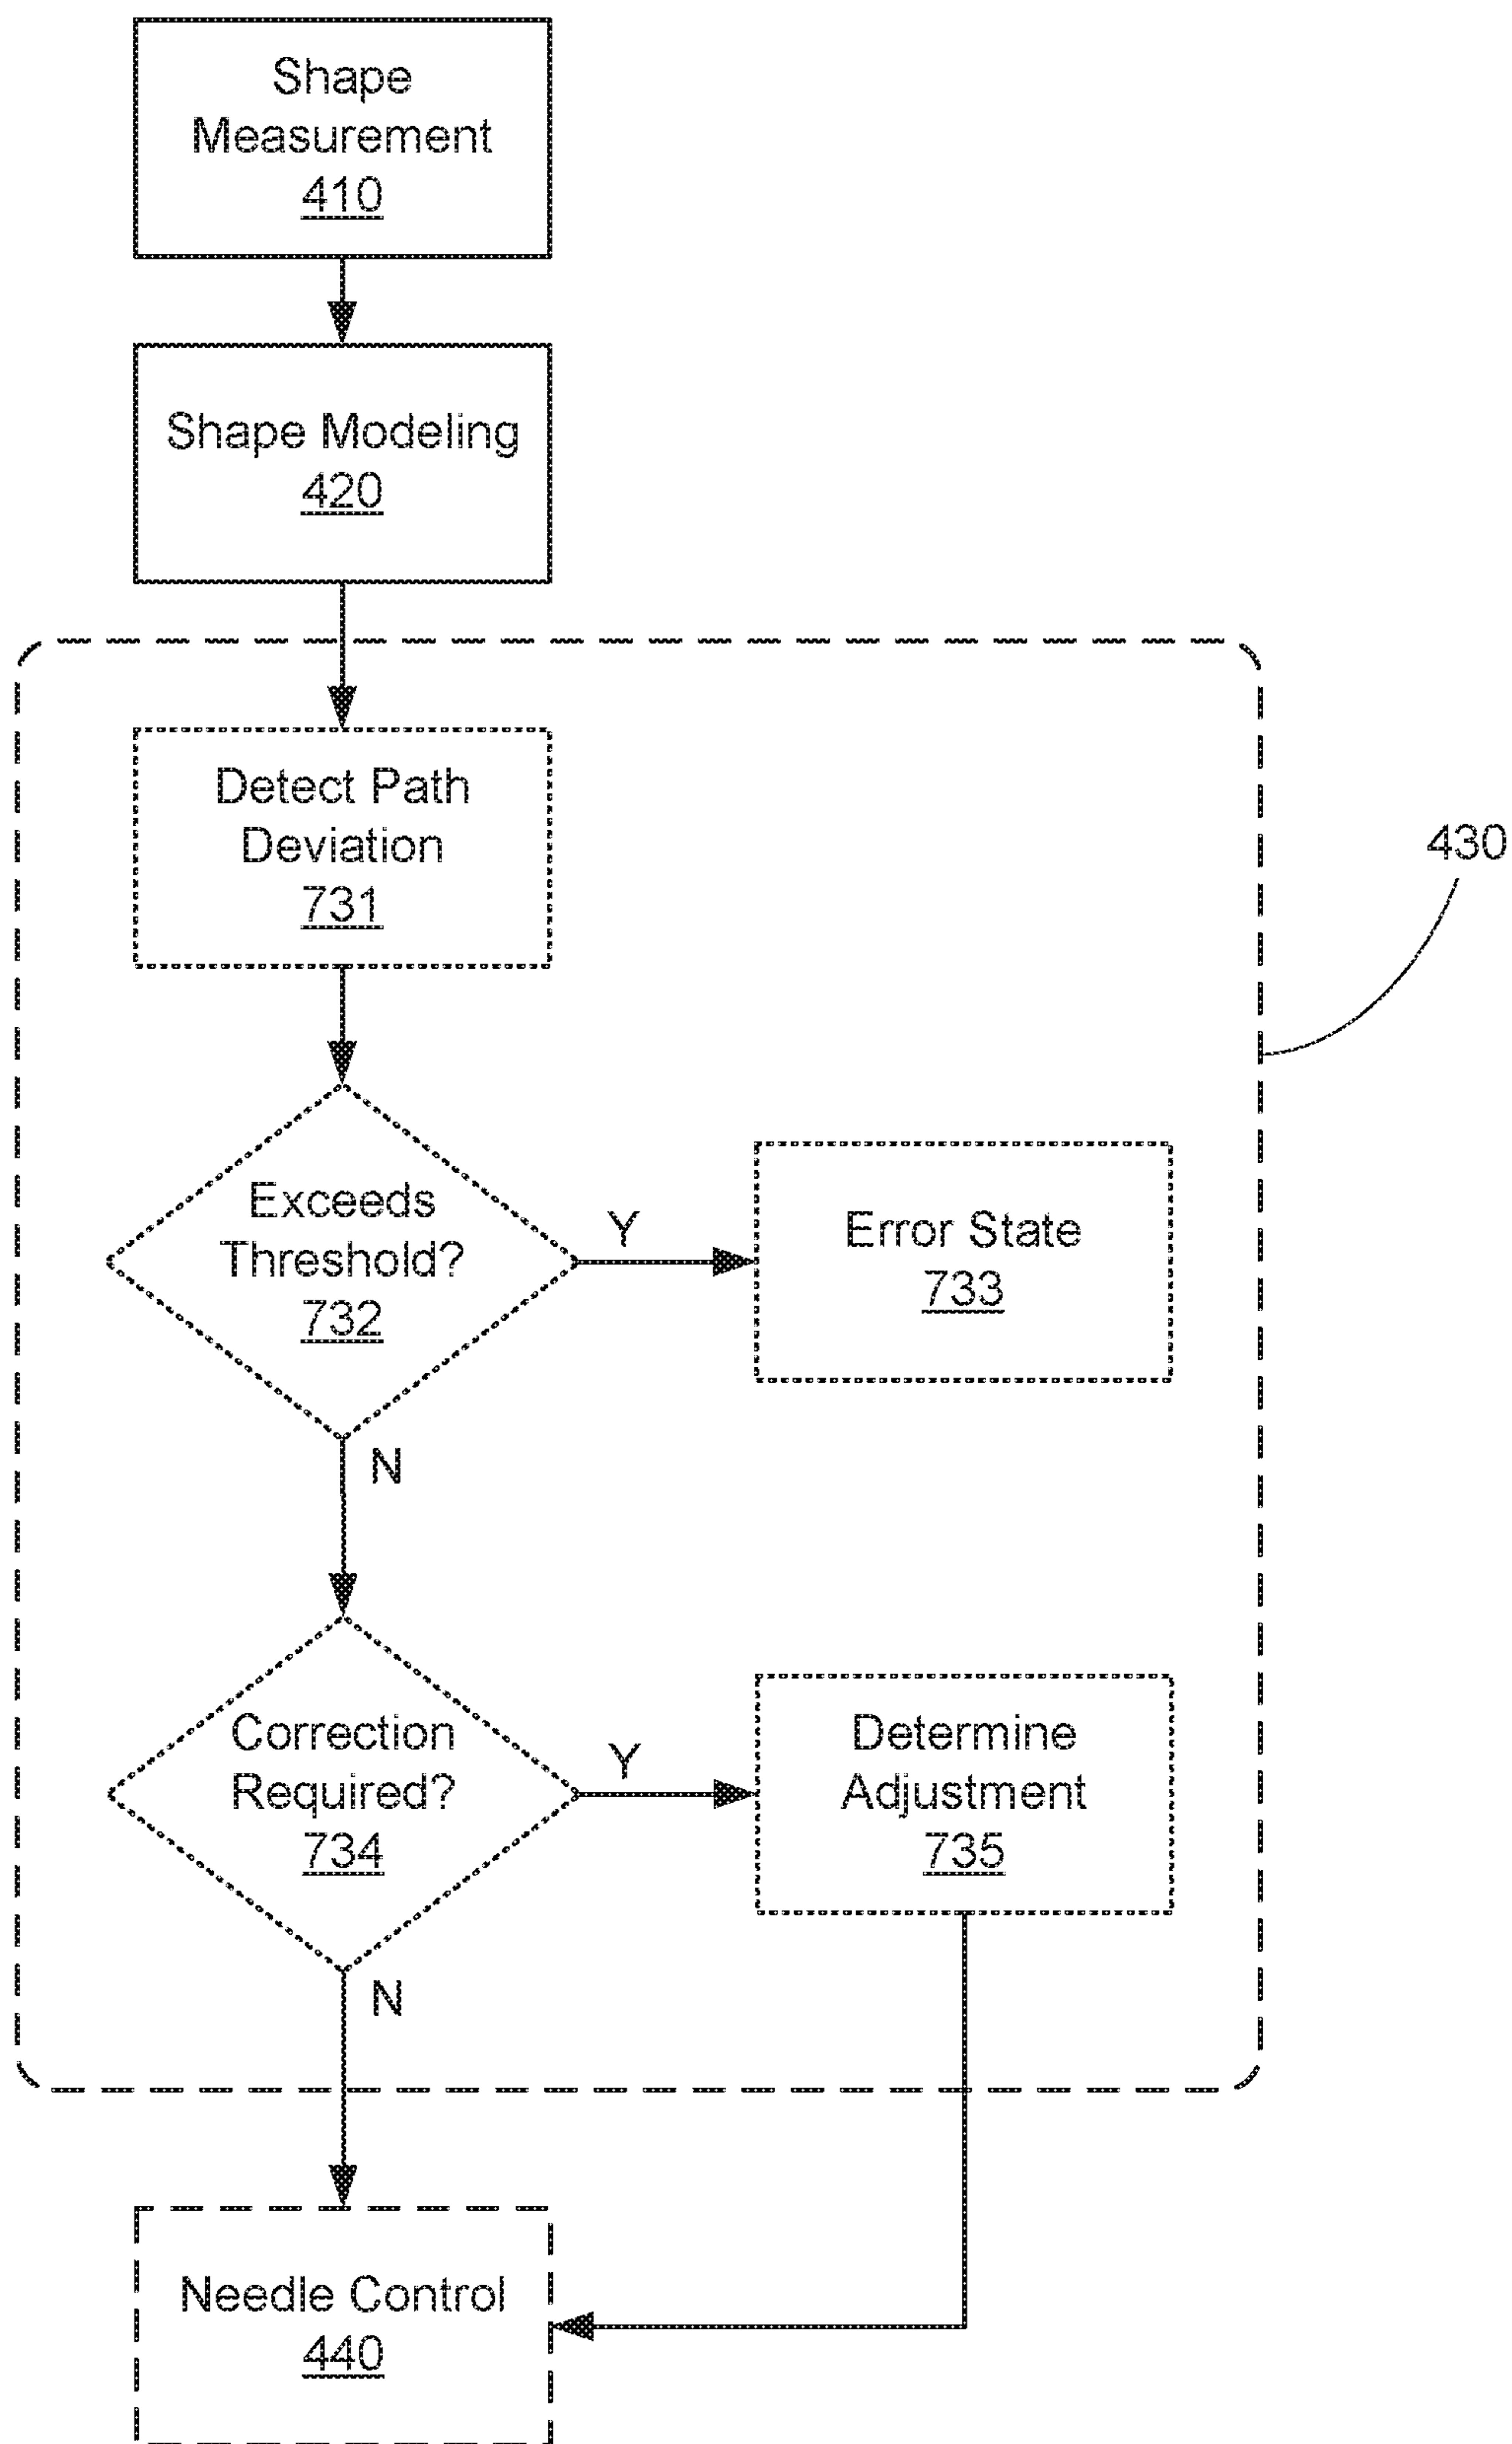 Shape
Measurement
410
Shape Modeling
420
Detect Path
Deviation
731
430
Exceeds
Threshold?
732
Y
Error State
733
N
Correction
Required?
734
Y
Determine
Adjustment
735
N
Needle Control
440